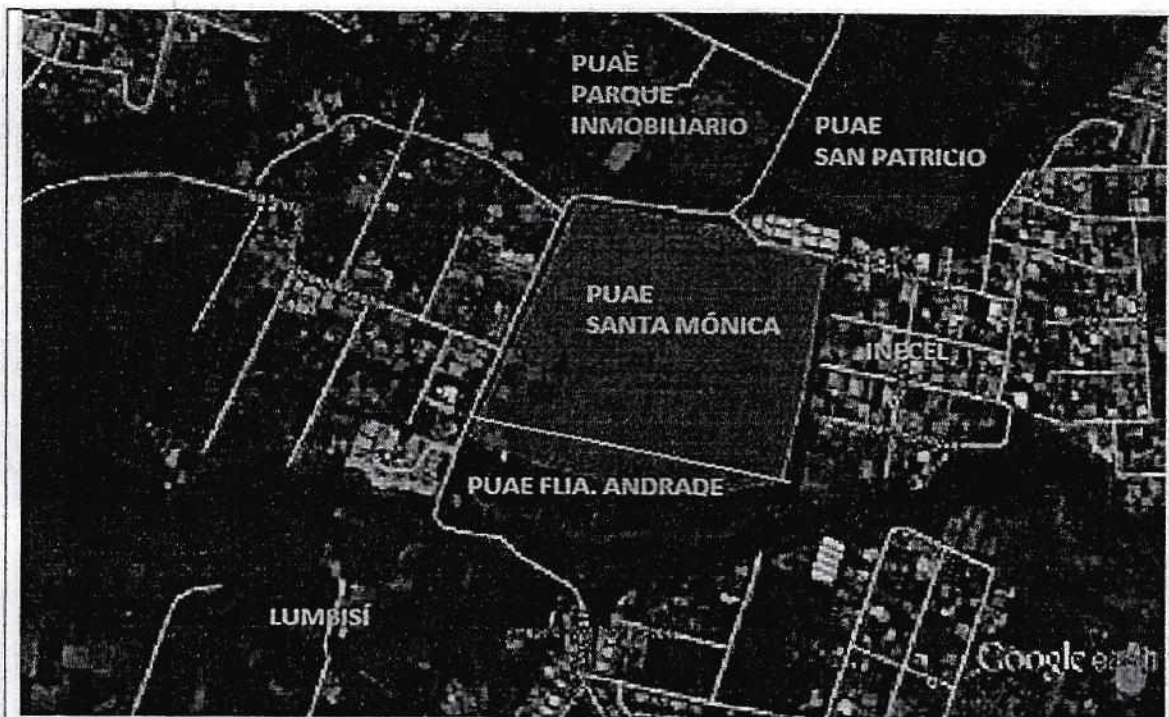 PUAE
PARQUE
INMOBILIARIO
PUAE
SAN PATRICIO
PUAE
SANTA MÓNICA
INECEL
PUAE FLIA. ANDRADE
LUMBISÍ
Google earth